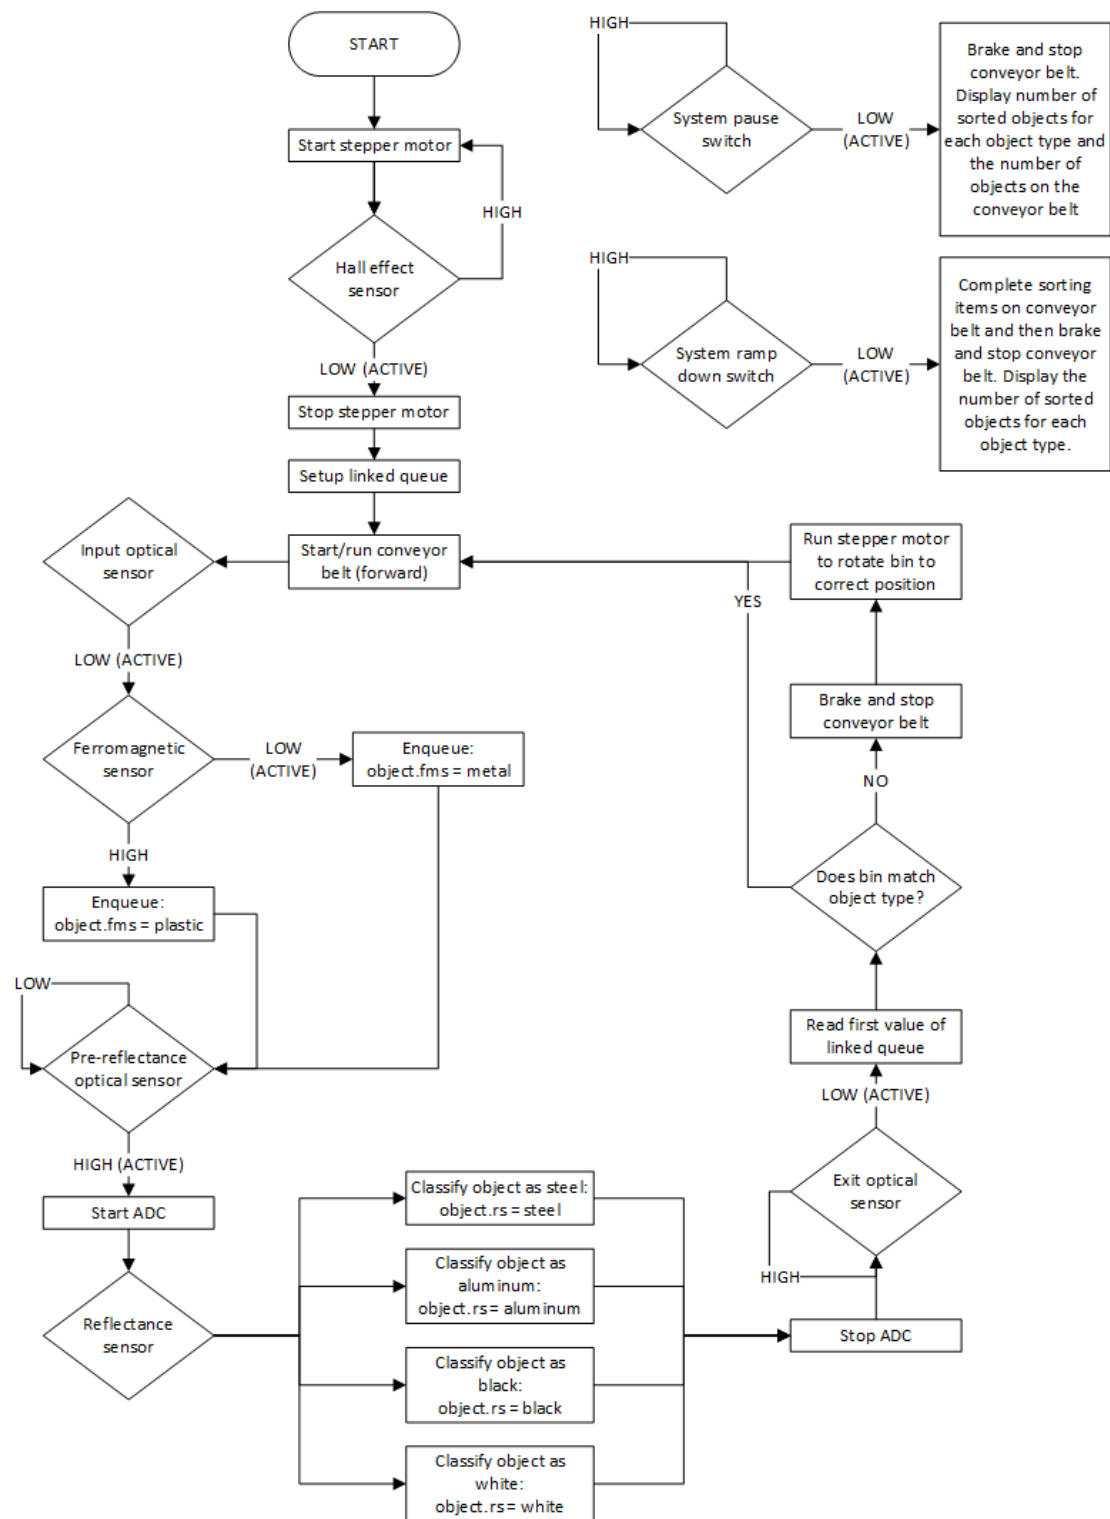 START
Start stepper motor
HIGH
Hall effect
sensor
LOW (ACTIVE)
Stop stepper motor
Setup linked queue
Start/run conveyor
belt (forward)
Input optical
sensor
LOW (ACTIVE)
Ferromagnetic
sensor
LOW
(ACTIVE)
Enqueue:
object.fms = metal
HIGH
Enqueue:
object.fms = plastic
LOW
Pre-reflectance
optical sensor
HIGH (ACTIVE)
Start ADC
Reflectance
sensor
Classify object as steel:
object.rs = steel
Classify object as
aluminum:
object.rs = aluminum
Classify object as
black:
object.rs = black
Classify object as
white:
object.rs = white
Stop ADC
HIGH
Exit optical
sensor
LOW (ACTIVE)
Read first value of
linked queue
Does bin match
object type?
YES
NO
Brake and stop
conveyor belt
Run stepper motor
to rotate bin to
correct position
HIGH
System pause
switch
LOW
(ACTIVE)
Brake and stop
conveyor belt.
Display number of
sorted objects for
each object type and
the number of
objects on the
conveyor belt
HIGH
System ramp
down switch
LOW
(ACTIVE)
Complete sorting
items on conveyor
belt and then brake
and stop conveyor
belt. Display the
number of sorted
objects for each
object type.